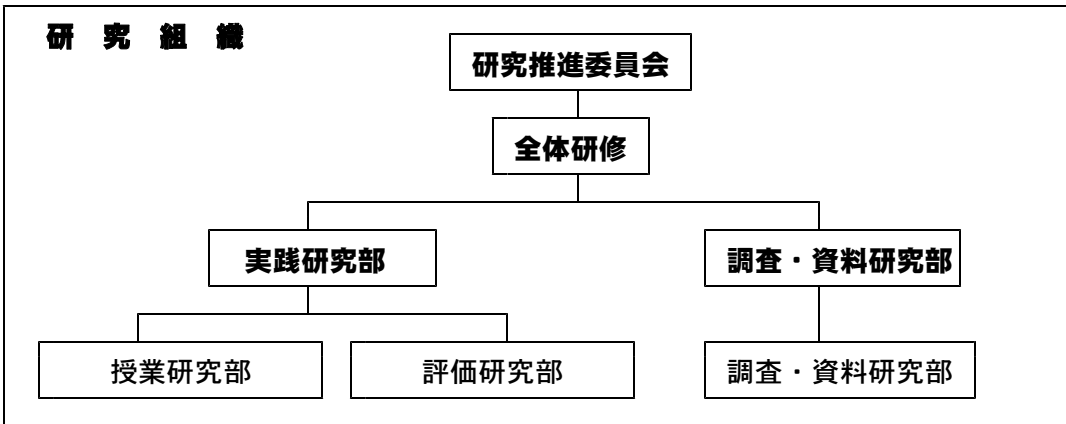 研究組織
研究推進委員会
全体研修
実践研究部
調査・資料研究部
授業研究部
評価研究部
調査・資料研究部